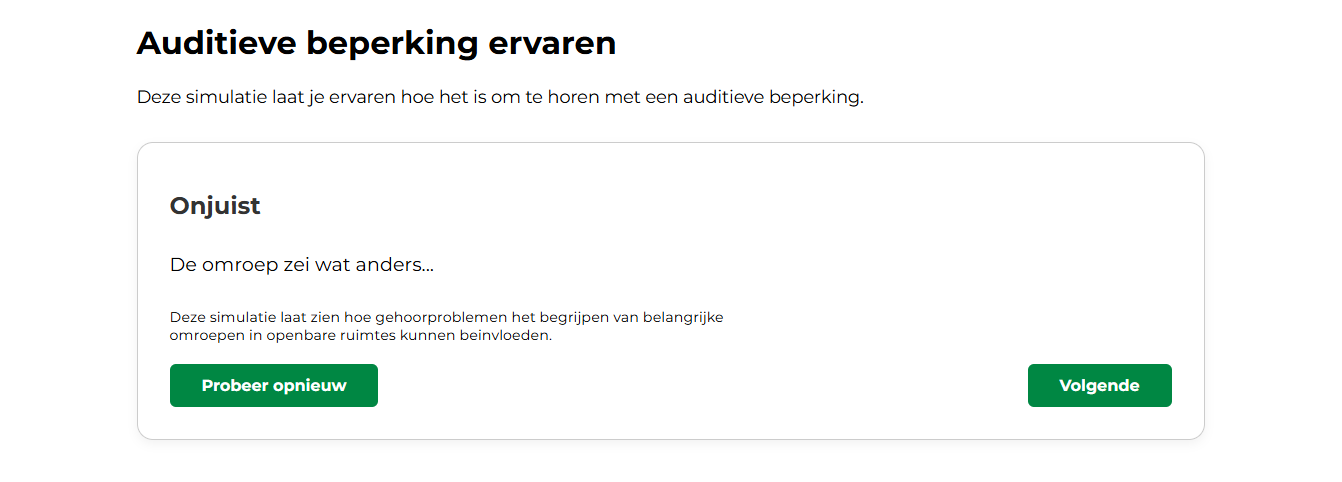 Auditieve beperking ervaren
Deze simulatie laat je ervaren hoe het is om te horen met een auditieve beperking.
Onjuist
De omroep zei wat anders...
Deze simulatie laat zien hoe gehoorproblemen het begrijpen van belangrijke
omroepen in openbare ruimtes kunnen beinvloeden.
Probeer opnieuw
Volgende